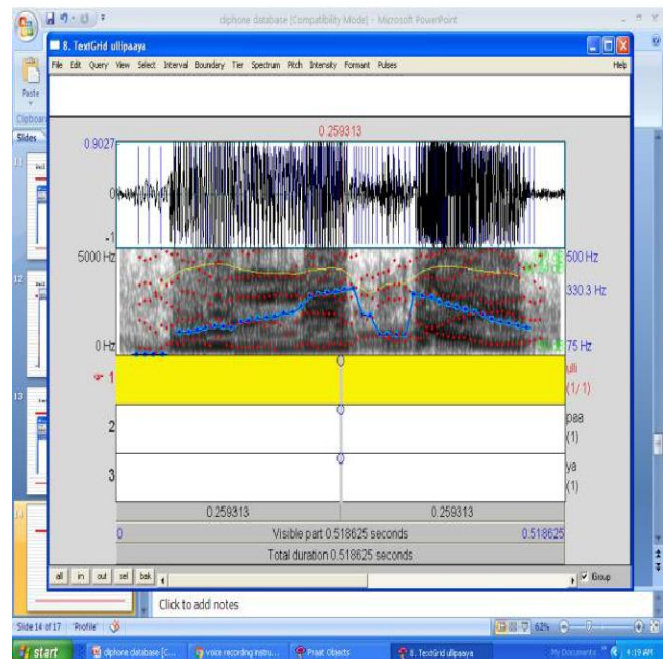 diphone database [Compatibility Mode] - Microsoft PowerPoint
8. TextGrid ullipaaya
File Edit Query View Select Interval Boundary Tier Spectrum Pitch Intensity Formant Pulses Help
Paste
Clipboar
Slides
0.259313
0.9027
0
-1
5000 Hz
500 Hz
330.3 Hz
0 Hz
75 Hz
11
12
13
14
1
ulli
(1/1)
2
paa
(1)
3
ya
(1)
0.259313 0.259313
0 Visible part 0.518625 seconds 0.518625
Total duration 0.518625 seconds
all in out sel bak Group
Click to add notes
Slide 14 of 17 "Profile" 62%
start diphone database [C... voice recording instru... Praat Objects 8. TextGrid ullipaaya My Documents 4:19 AM